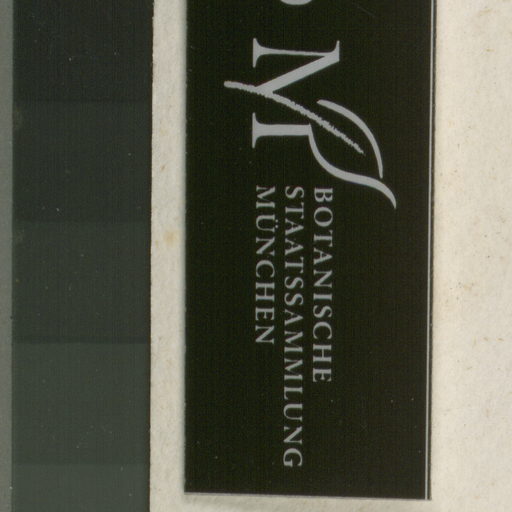 M
BOTANISCHE
STAATSSAMMLUNG
MÜNCHEN